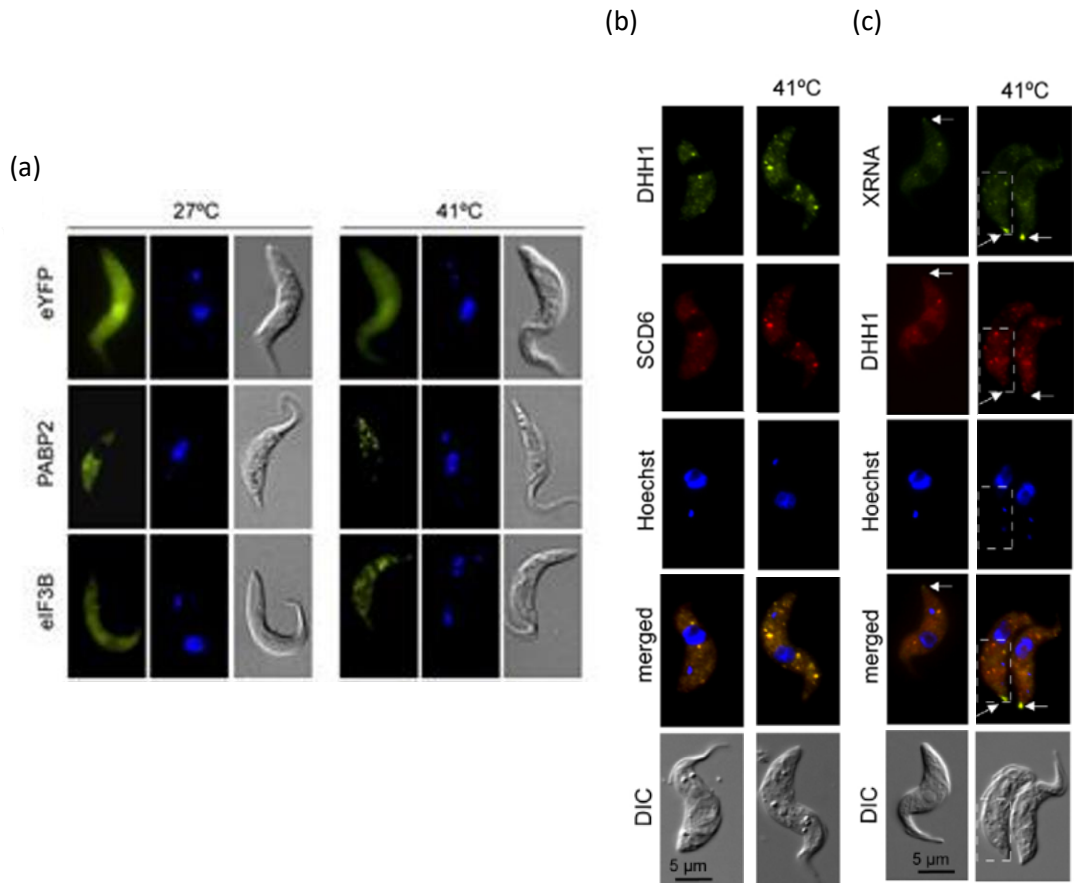 (a)
27ºC 41ºC
eYFP
PABP2
eIF3B
(b)
41ºC
DHH1
SCD6
Hoechst
merged
DIC
5 µm
(c)
41ºC
XRNA
DHH1
Hoechst
merged
DIC
5 µm